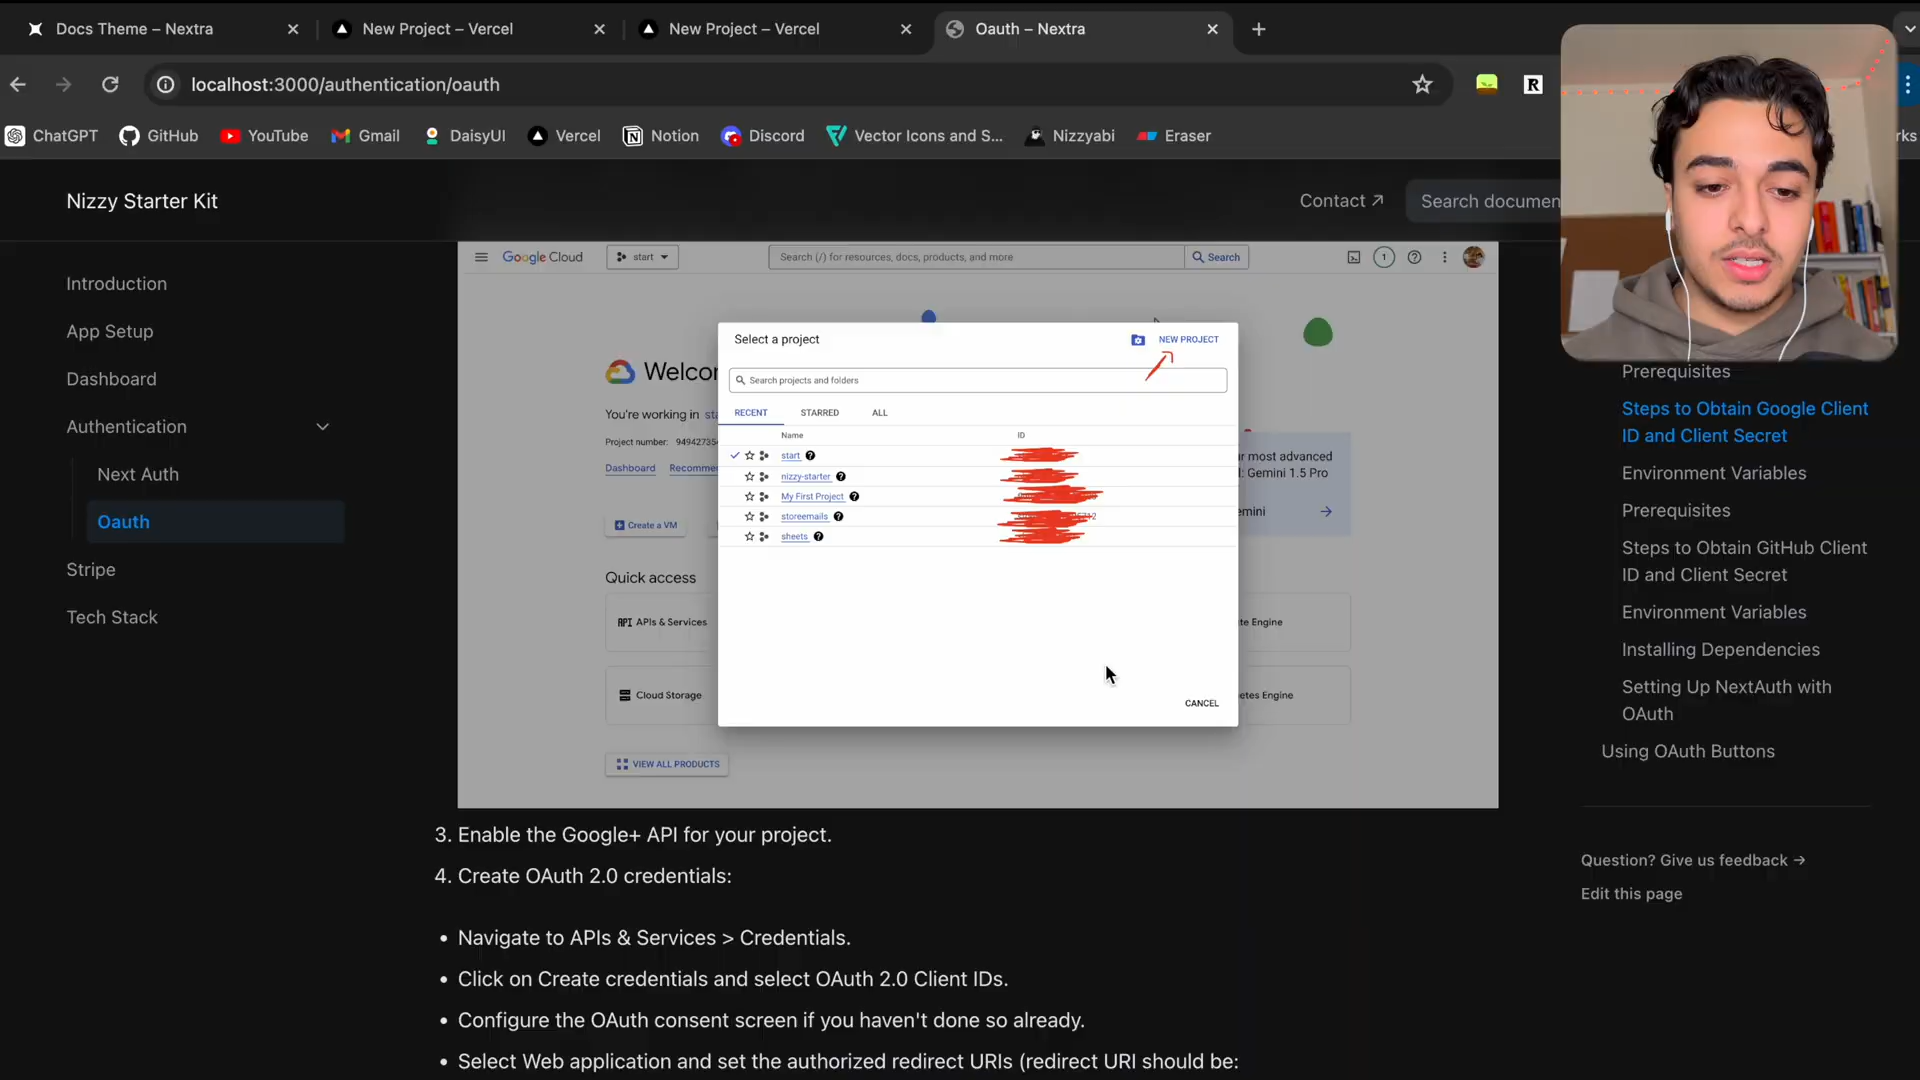 Docs Theme – Nextra
New Project – Vercel
New Project – Vercel
Oauth – Nextra
localhost:3000/authentication/oauth
ChatGPT
GitHub
YouTube
Gmail
DaisyUI
Vercel
Notion
Discord
Vector Icons and S...
Nizzyabi
Eraser
Nizzy Starter Kit
Contact ↗
Search documen
Introduction
App Setup
Dashboard
Authentication
Next Auth
Oauth
Stripe
Tech Stack
Google Cloud
start
Search (/) for resources, docs, products, and more
Search
1
Welco
You're working in
Project number:
Dashboard
Recomme
Create a VM
Quick access
API APIs & Services
Cloud Storage
VIEW ALL PRODUCTS
Select a project
NEW PROJECT
Search projects and folders
RECENT
STARRED
ALL
Name
ID
start
nizzy-starter
My First Project
storeemails
sheets
CANCEL
ur most advanced
l: Gemini 1.5 Pro
emini
te Engine
etes Engine
3. Enable the Google+ API for your project.
4. Create OAuth 2.0 credentials:
• Navigate to APIs & Services > Credentials.
• Click on Create credentials and select OAuth 2.0 Client IDs.
• Configure the OAuth consent screen if you haven't done so already.
• Select Web application and set the authorized redirect URIs (redirect URI should be:
Prerequisites
Steps to Obtain Google Client
ID and Client Secret
Environment Variables
Prerequisites
Steps to Obtain GitHub Client
ID and Client Secret
Environment Variables
Installing Dependencies
Setting Up NextAuth with
OAuth
Using OAuth Buttons
Question? Give us feedback →
Edit this page